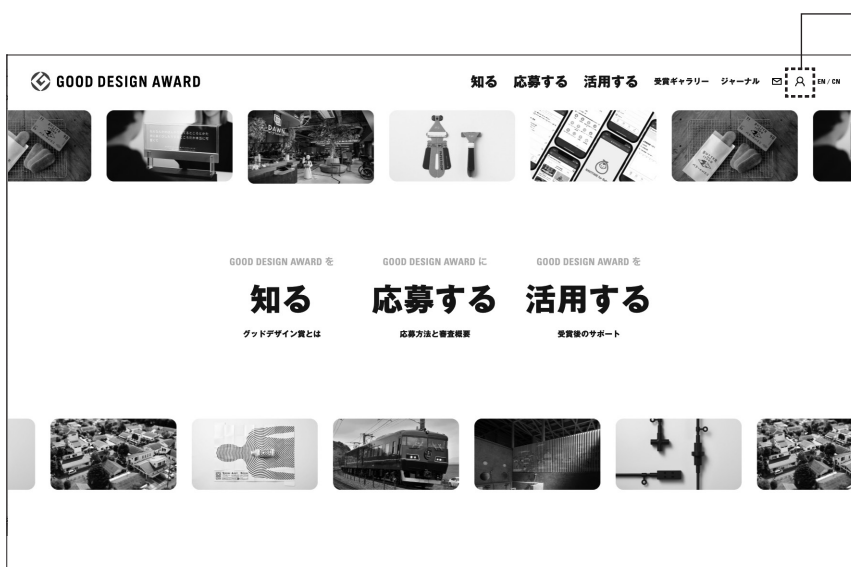 GOOD DESIGN AWARD
知る 応募する 活用する 受賞ギャラリー ジャーナル EN / CN
DAWN
GOOD DESIGN AWARD を
知る
グッドデザイン賞とは
GOOD DESIGN AWARD に
応募する
応募方法と審査概要
GOOD DESIGN AWARD を
活用する
受賞後のサポート